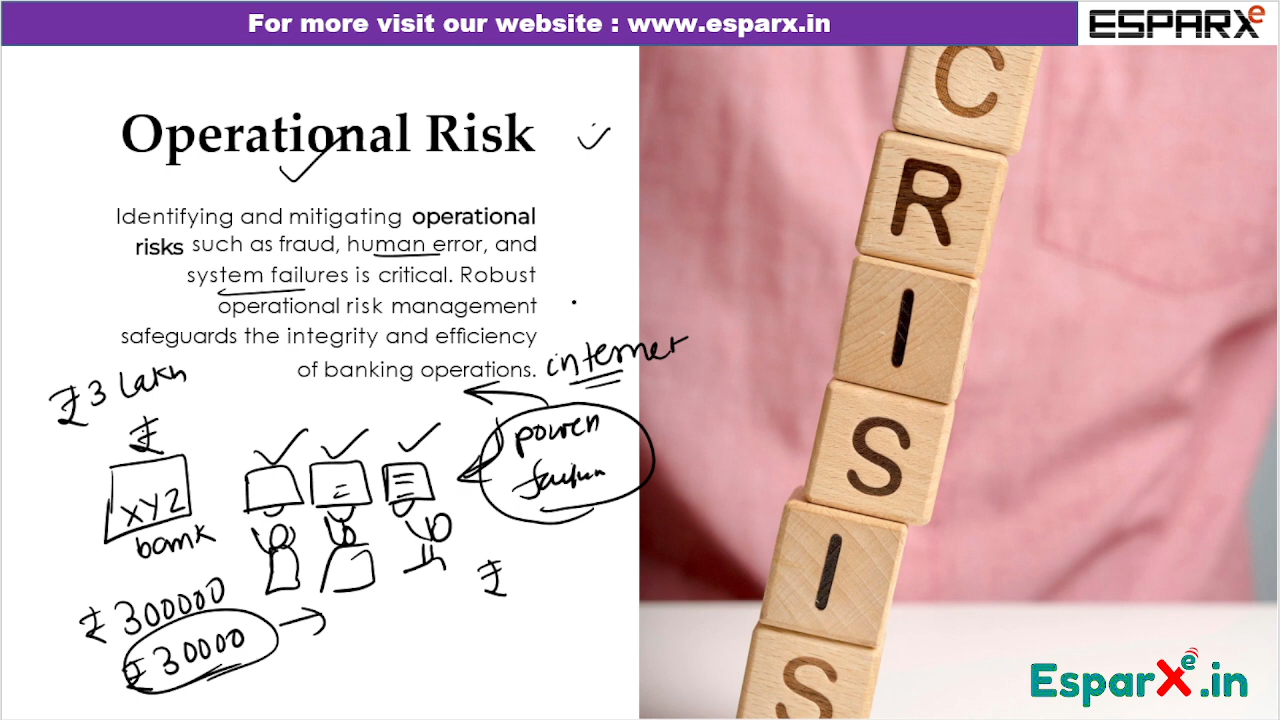 For more visit our website : www.esparx.in
ESPARXe
Operational Risk
Identifying and mitigating operational
risks such as fraud, human error, and
system failures is critical. Robust
operational risk management
safeguards the integrity and efficiency
of banking operations.
internet
₹3 lakh
₹
power
XYZ
bank
₹
₹ 300000
₹ 30000
C
R
I
S
I
S
EsparXe.in